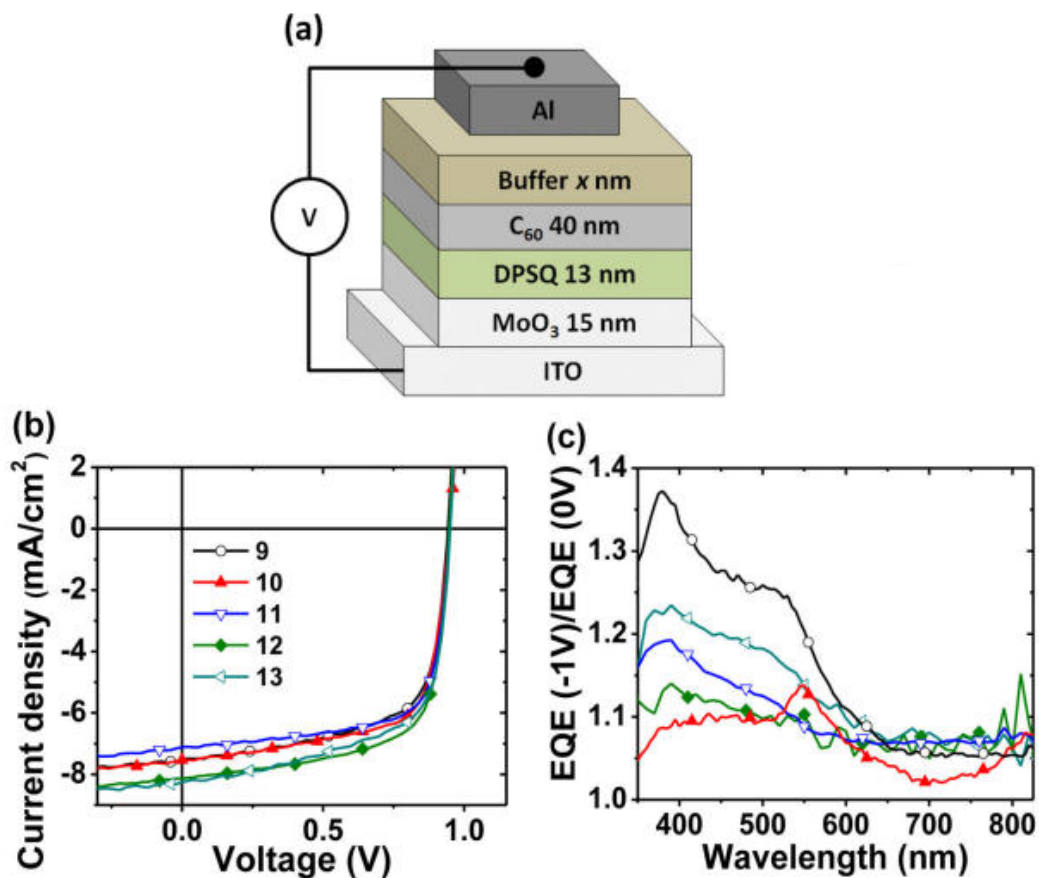 (a)
Al
Buffer x nm
C₆₀ 40 nm
DPSQ 13 nm
MoO₃ 15 nm
ITO
V
(b)
Current density (mA/cm²)
2
0
-2
-4
-6
-8
9
10
11
12
13
0.0 0.5 1.0
Voltage (V)
(c)
EQE (-1V)/EQE (0V)
1.4
1.3
1.2
1.1
1.0
400 500 600 700 800
Wavelength (nm)